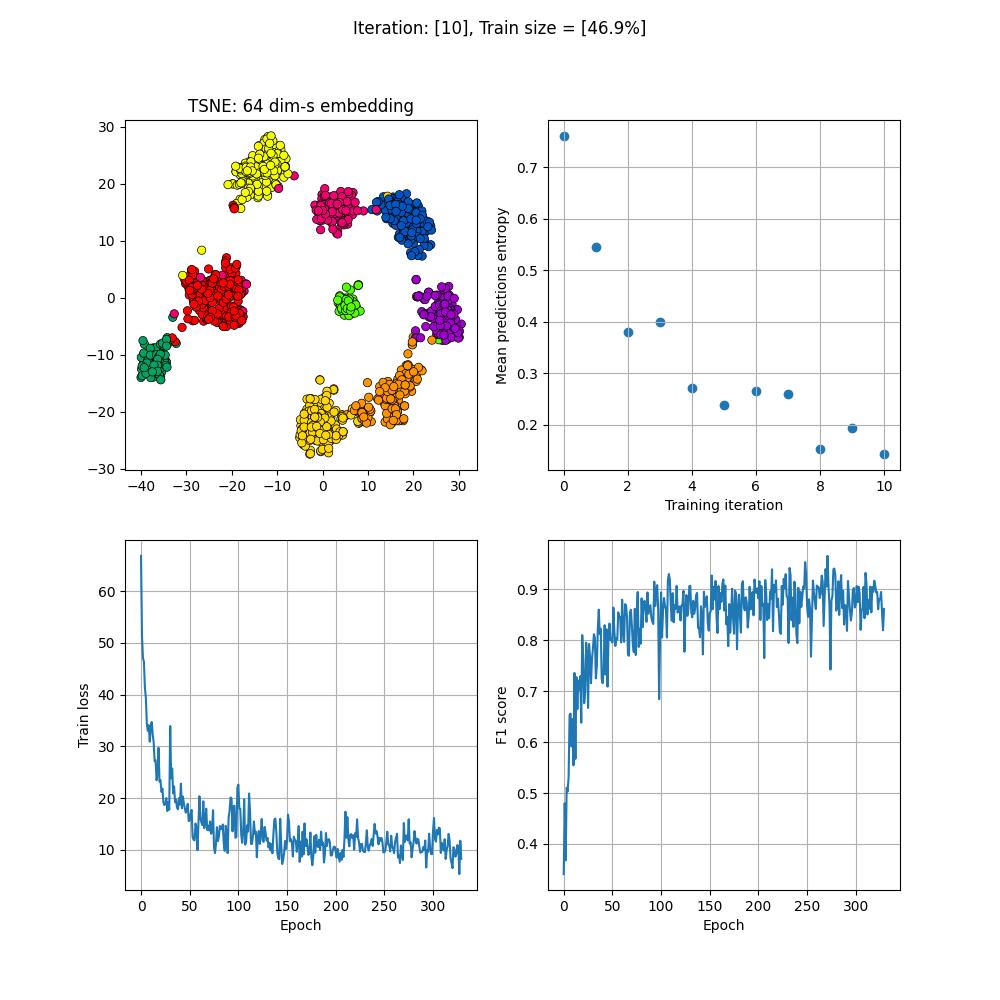 Iteration: [10], Train size = [46.9%]
TSNE: 64 dim-s embedding
30
20
10
0
−10
−20
−30
−40 −30 −20 −10 0 10 20 30
Mean predictions entropy
0.7
0.6
0.5
0.4
0.3
0.2
0 2 4 6 8 10
Training iteration
Train loss
60
50
40
30
20
10
0 50 100 150 200 250 300
Epoch
F1 score
0.9
0.8
0.7
0.6
0.5
0.4
0 50 100 150 200 250 300
Epoch